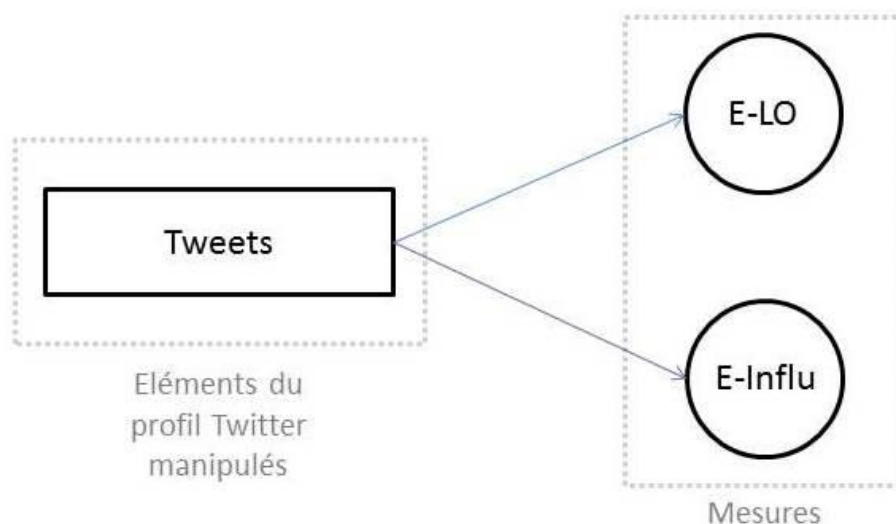 E-LO
Tweets
E-Influ
Eléments du
profil Twitter
manipulés
Mesures